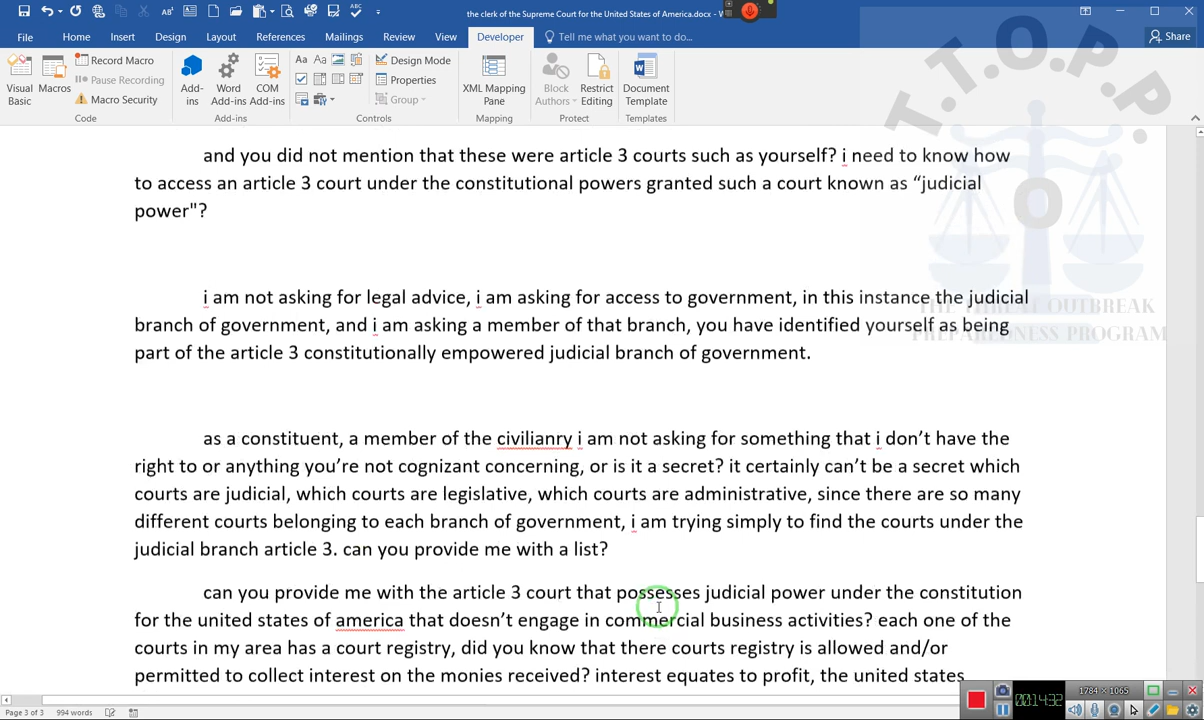 the clerk of the Supreme Court for the United States of America.docx - W
File Home Insert Design Layout References Mailings Review View Developer Tell me what you want to do... Share
Visual Basic Macros Record Macro Pause Recording Macro Security
Code
Add-ins Word Add-ins COM Add-ins
Add-ins
Aa Aa Design Mode Properties Group
Controls
XML Mapping Pane
Mapping
Block Authors Restrict Editing
Protect
Document Template
Templates
T.T.O.P.P.
O
THE THREAT OUTBREAK
PREPAREDNESS PROGRAM
and you did not mention that these were article 3 courts such as yourself? i need to know how
to access an article 3 court under the constitutional powers granted such a court known as “judicial
power"?
i am not asking for legal advice, i am asking for access to government, in this instance the judicial
branch of government, and i am asking a member of that branch, you have identified yourself as being
part of the article 3 constitutionally empowered judicial branch of government.
as a constituent, a member of the civilianry i am not asking for something that i don’t have the
right to or anything you’re not cognizant concerning, or is it a secret? it certainly can’t be a secret which
courts are judicial, which courts are legislative, which courts are administrative, since there are so many
different courts belonging to each branch of government, i am trying simply to find the courts under the
judicial branch article 3. can you provide me with a list?
can you provide me with the article 3 court that possesses judicial power under the constitution
for the united states of america that doesn’t engage in commercial business activities? each one of the
courts in my area has a court registry, did you know that there courts registry is allowed and/or
permitted to collect interest on the monies received? interest equates to profit, the united states
Page 3 of 3 994 words
00:14:32
1784 × 1065